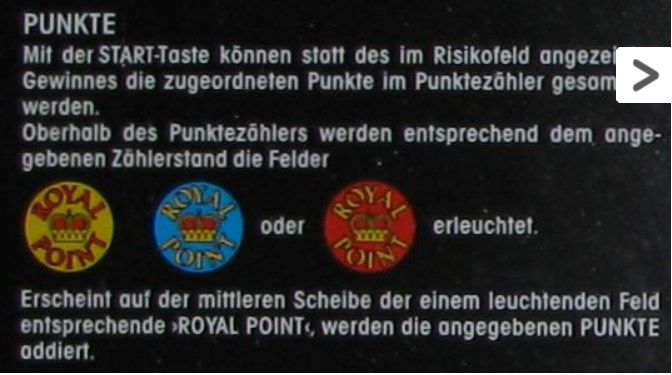 PUNKTE
Mit der START-Taste können statt des im Risikofeld
Gewinnes die zugeordneten Punkte im Punktezähler
werden.
Oberhalb des Punktezählers werden entsprechend dem ange-
gebenen Zählerstand die Felder
ROYAL POINT ROYAL POINT oder ROYAL POINT erleuchtet.
Erscheint auf der mittleren Scheibe der einem leuchtenden Feld
entsprechende ›ROYAL POINT‹, werden die angegebenen PUNKTE
addiert.